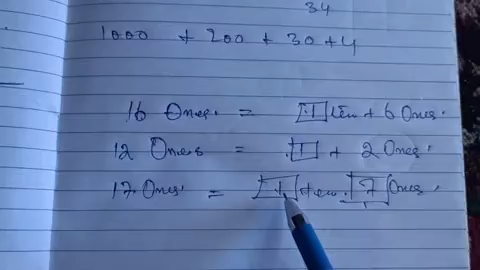 34
1000 + 200 + 30 + 4
16 Ones = 1 ten + 6 Ones.
12 Ones = 1 + 2 Ones.
17 Ones = 1 ten 7 Ones.